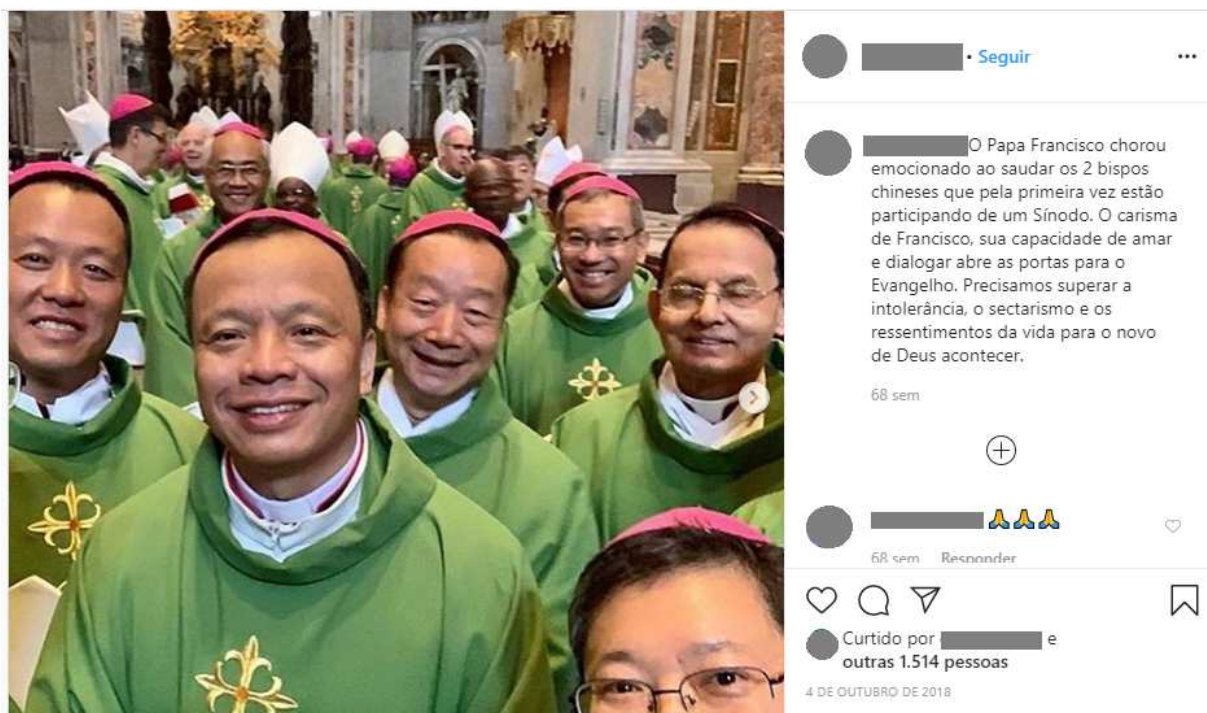 • Seguir
O Papa Francisco chorou
emocionado ao saudar os 2 bispos
chineses que pela primeira vez estão
participando de um Sínodo. O carisma
de Francisco, sua capacidade de amar
e dialogar abre as portas para o
Evangelho. Precisamos superar a
intolerância, o sectarismo e os
ressentimentos da vida para o novo
de Deus acontecer.
68 sem
🙏🙏🙏
68 sem Responder
Curtido por e
outras 1.514 pessoas
4 DE OUTUBRO DE 2018